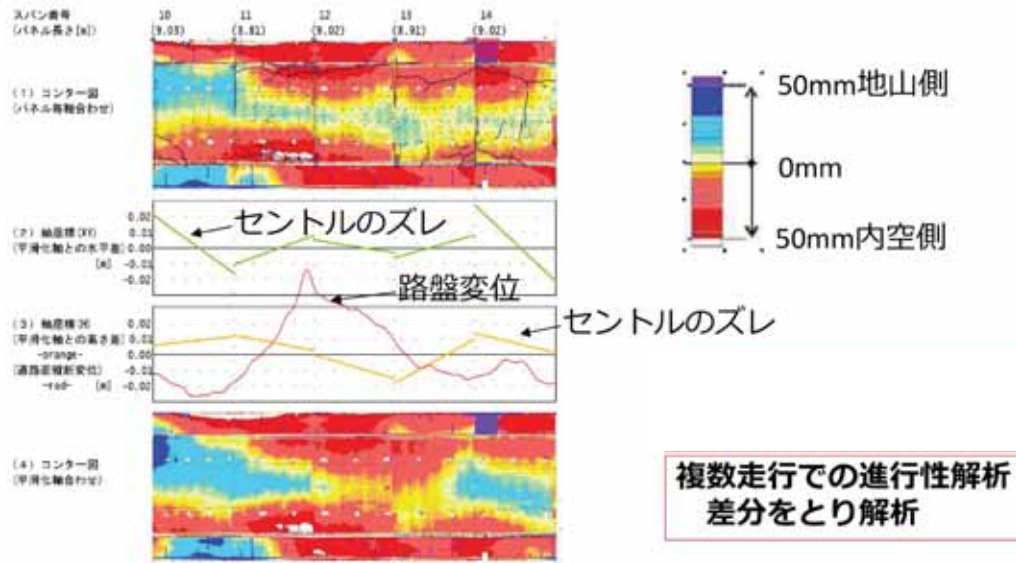 スパン番号 10 11 12 13 14
(パネル長さ[m]) (9.03) (8.81) (9.02) (8.91) (9.02)
(1) コンター図
(パネル毎軸合わせ)
50mm地山側
0mm
50mm内空側
(2) 軸座標(XY)
(平滑化軸との水平差)
[m]
0.02
0.01
0.00
-0.01
-0.02
セントルのズレ
路盤変位
(3) 軸座標(H)
(平滑化軸との高さ差)
-orange-
(道路面縦断変位)
-red- [m]
0.02
0.01
0.00
-0.01
-0.02
セントルのズレ
(4) コンター図
(平滑化軸合わせ)
複数走行での進行性解析
差分をとり解析